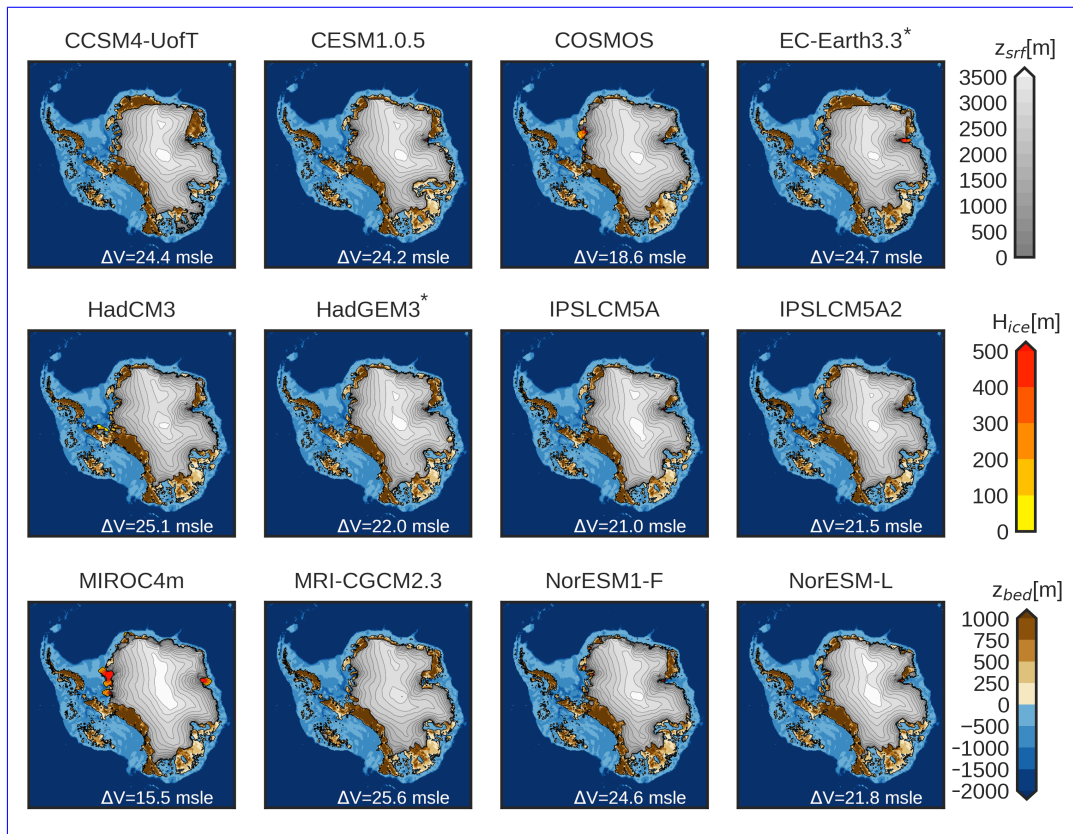 CCSM4-UofT
CESM1.0.5
COSMOS
EC-Earth3.3*
ΔV=24.4 msle
ΔV=24.2 msle
ΔV=18.6 msle
ΔV=24.7 msle
z_srf[m]
3500
3000
2500
2000
1500
1000
500
0
HadCM3
HadGEM3*
IPSLCM5A
IPSLCM5A2
ΔV=25.1 msle
ΔV=22.0 msle
ΔV=21.0 msle
ΔV=21.5 msle
H_ice[m]
500
400
300
200
100
0
MIROC4m
MRI-CGCM2.3
NorESM1-F
NorESM-L
ΔV=15.5 msle
ΔV=25.6 msle
ΔV=24.6 msle
ΔV=21.8 msle
z_bed[m]
1000
750
500
250
0
−500
−1000
−1500
−2000